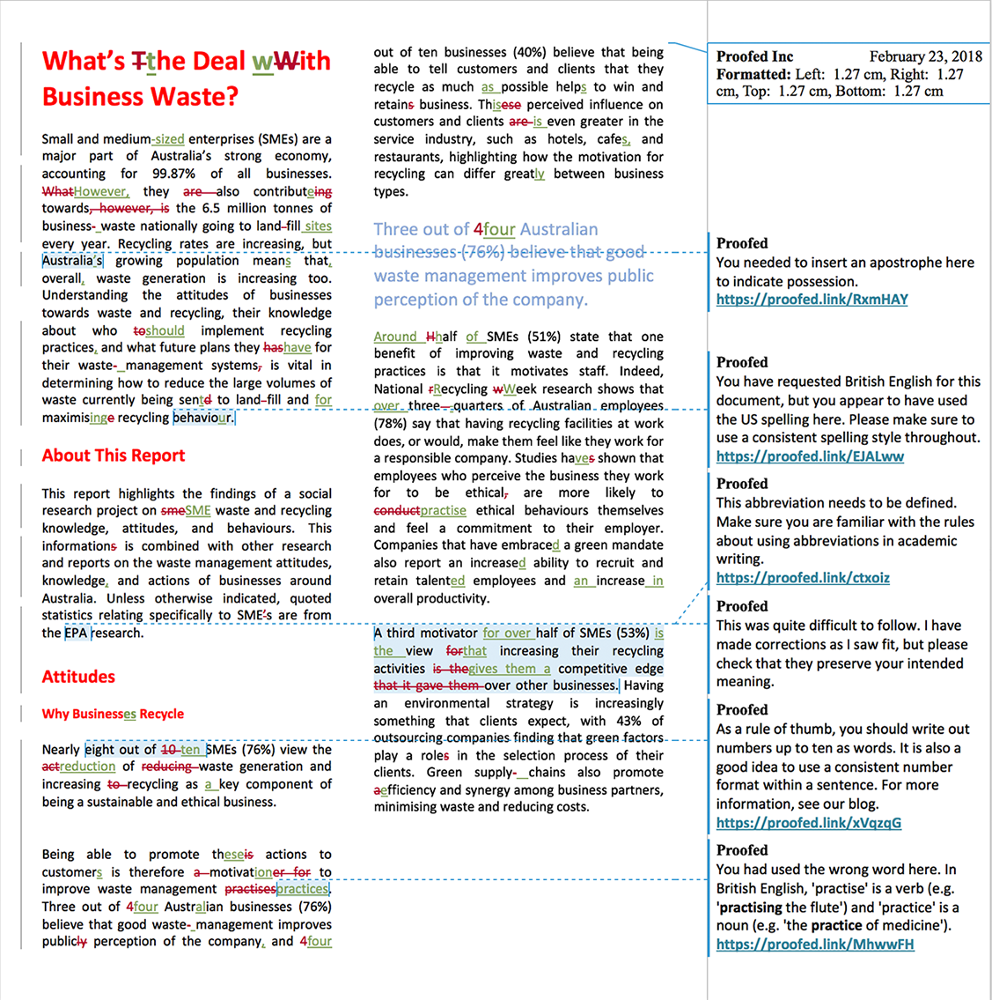 What's Tthe Deal wWith
Business Waste?
Small and medium-sized enterprises (SMEs) are a
major part of Australia's strong economy,
accounting for 99.87% of all businesses.
WhatHowever, they are also contributeing
towards, however, is the 6.5 million tonnes of
business- waste nationally going to land-fill sites
every year. Recycling rates are increasing, but
Australia's growing population means that,
overall, waste generation is increasing too.
Understanding the attitudes of businesses
towards waste and recycling, their knowledge
about who toshould implement recycling
practices, and what future plans they hashave for
their waste- management systems, is vital in
determining how to reduce the large volumes of
waste currently being sentd to land-fill and for
maximisinge recycling behaviour.
About This Report
This report highlights the findings of a social
research project on smeSME waste and recycling
knowledge, attitudes, and behaviours. This
informations is combined with other research
and reports on the waste management attitudes,
knowledge, and actions of businesses around
Australia. Unless otherwise indicated, quoted
statistics relating specifically to SME's are from
the EPA research.
Attitudes
Why Businesses Recycle
Nearly eight out of 10 ten SMEs (76%) view the
actreduction of reducing waste generation and
increasing to recycling as a key component of
being a sustainable and ethical business.
Being able to promote theseis actions to
customers is therefore a motivationer for to
improve waste management practisespractices.
Three out of 4four Australian businesses (76%)
believe that good waste- management improves
publicly perception of the company, and 4four
out of ten businesses (40%) believe that being
able to tell customers and clients that they
recycle as much as possible helps to win and
retains business. Thisese perceived influence on
customers and clients are is even greater in the
service industry, such as hotels, cafes, and
restaurants, highlighting how the motivation for
recycling can differ greatly between business
types.
Three out of 4four Australian
businesses (76%) believe that good
waste management improves public
perception of the company.
Around Hhalf of SMEs (51%) state that one
benefit of improving waste and recycling
practices is that it motivates staff. Indeed,
National rRecycling wWeek research shows that
over three- quarters of Australian employees
(78%) say that having recycling facilities at work
does, or would, make them feel like they work for
a responsible company. Studies haves shown that
employees who perceive the business they work
for to be ethical, are more likely to
conductpractise ethical behaviours themselves
and feel a commitment to their employer.
Companies that have embraced a green mandate
also report an increased ability to recruit and
retain talented employees and an increase in
overall productivity.
A third motivator for over half of SMEs (53%) is
the view forthat increasing their recycling
activities is thegives them a competitive edge
that it gave them over other businesses. Having
an environmental strategy is increasingly
something that clients expect, with 43% of
outsourcing companies finding that green factors
play a roles in the selection process of their
clients. Green supply- chains also promote
aefficiency and synergy among business partners,
minimising waste and reducing costs.
Proofed Inc February 23, 2018
Formatted: Left: 1.27 cm, Right: 1.27
cm, Top: 1.27 cm, Bottom: 1.27 cm
Proofed
You needed to insert an apostrophe here
to indicate possession.
https://proofed.link/RxmHAY
Proofed
You have requested British English for this
document, but you appear to have used
the US spelling here. Please make sure to
use a consistent spelling style throughout.
https://proofed.link/EJALww
Proofed
This abbreviation needs to be defined.
Make sure you are familiar with the rules
about using abbreviations in academic
writing.
https://proofed.link/ctxoiz
Proofed
This was quite difficult to follow. I have
made corrections as I saw fit, but please
check that they preserve your intended
meaning.
Proofed
As a rule of thumb, you should write out
numbers up to ten as words. It is also a
good idea to use a consistent number
format within a sentence. For more
information, see our blog.
https://proofed.link/xVqzqG
Proofed
You had used the wrong word here. In
British English, 'practise' is a verb (e.g.
'practising the flute') and 'practice' is a
noun (e.g. 'the practice of medicine').
https://proofed.link/MhwwFH